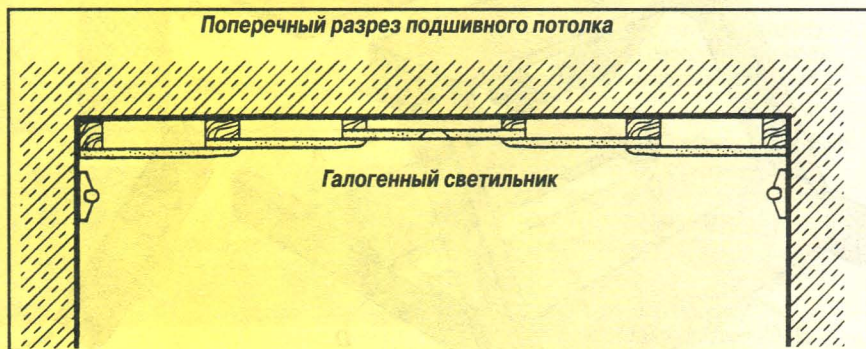 Поперечный разрез подшивного потолка
Галогенный светильник